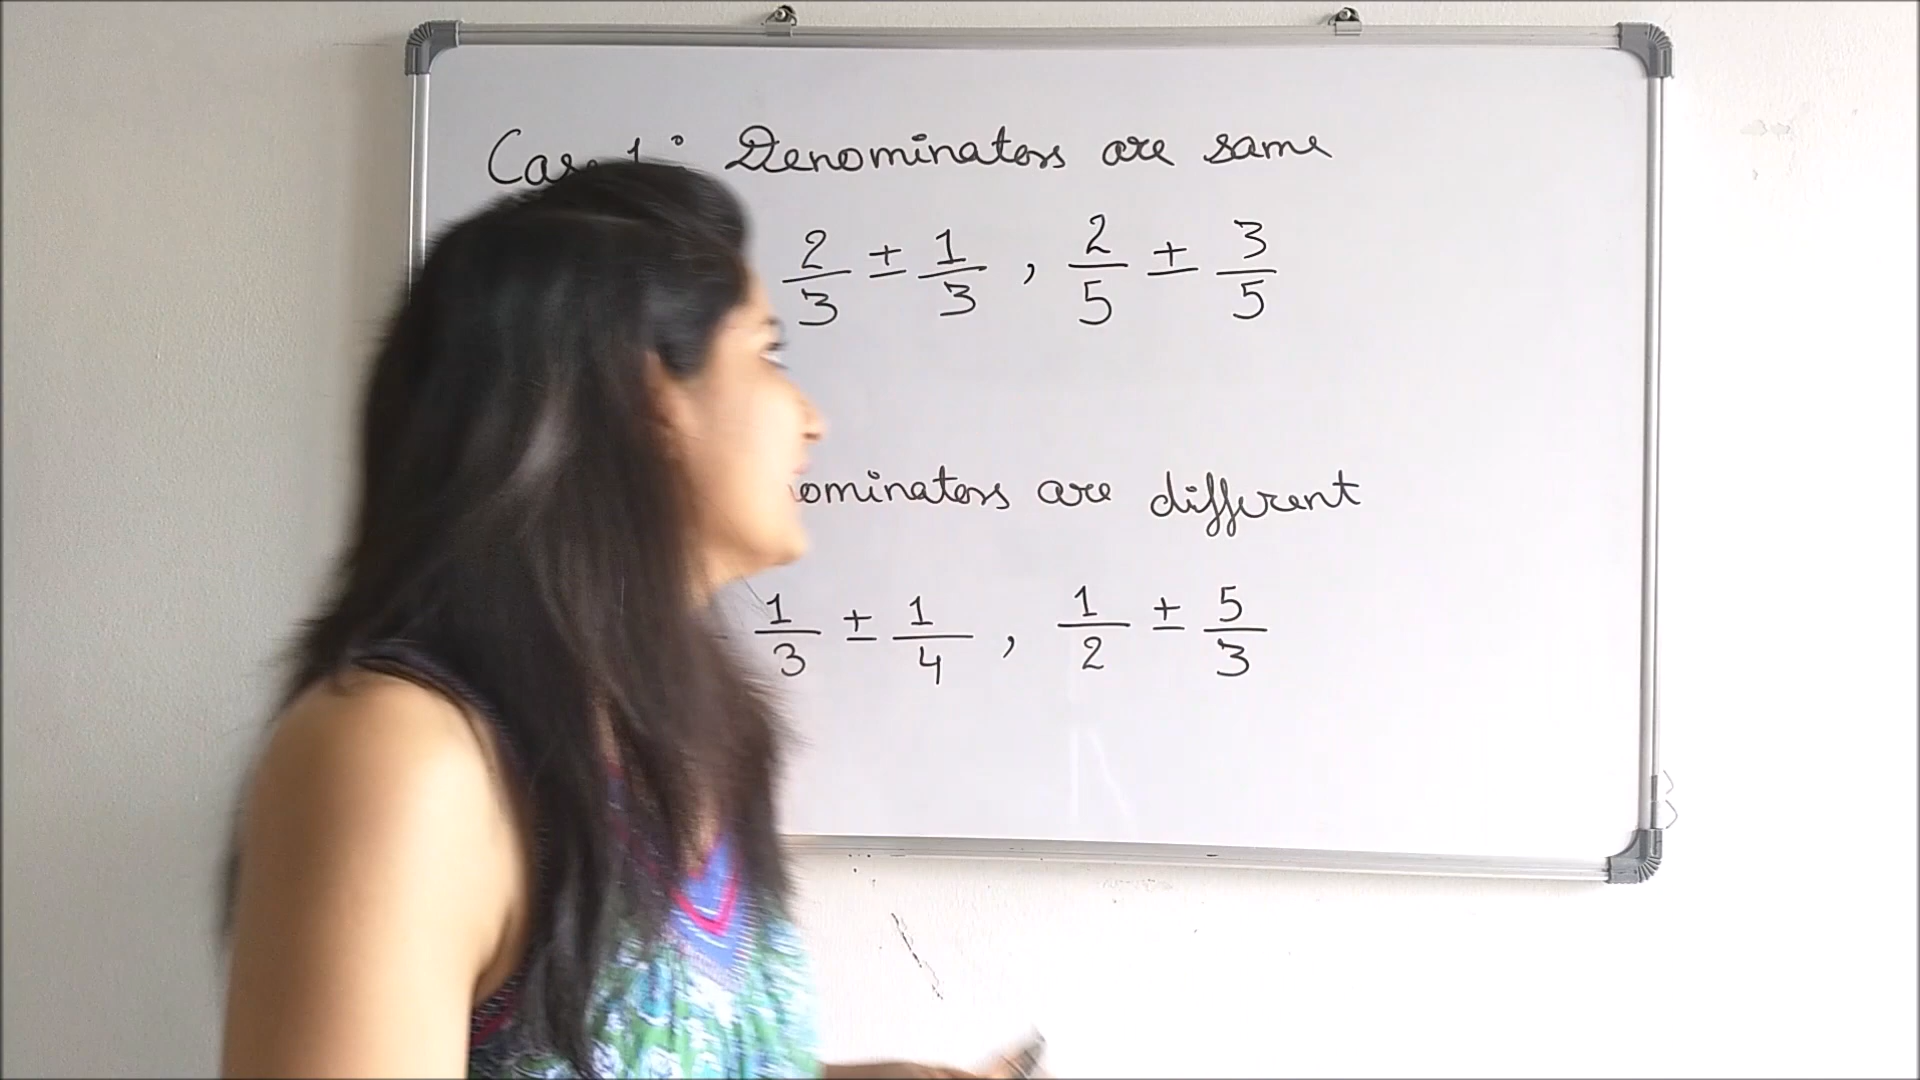 Denominators are same
2/3 ± 1/3 , 2/5 ± 3/5
are different
1/3 ± 1/4 , 1/2 ± 5/3